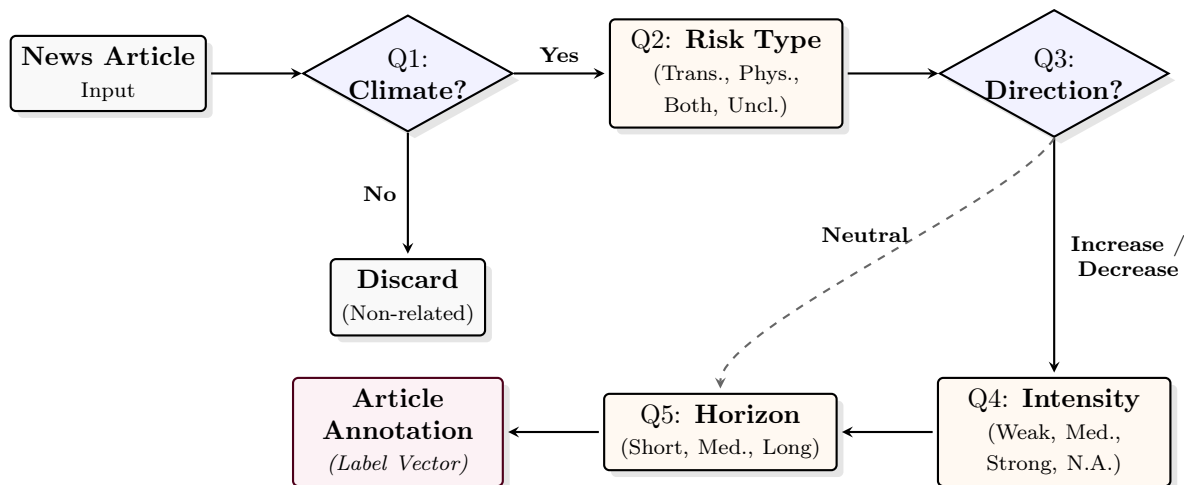 News Article
Input
Q1:
Climate?
Yes
Q2: Risk Type
(Trans., Phys.,
Both, Uncl.)
Q3:
Direction?
No
Discard
(Non-related)
Neutral
Increase /
Decrease
Q4: Intensity
(Weak, Med.,
Strong, N.A.)
Q5: Horizon
(Short, Med., Long)
Article
Annotation
(Label Vector)